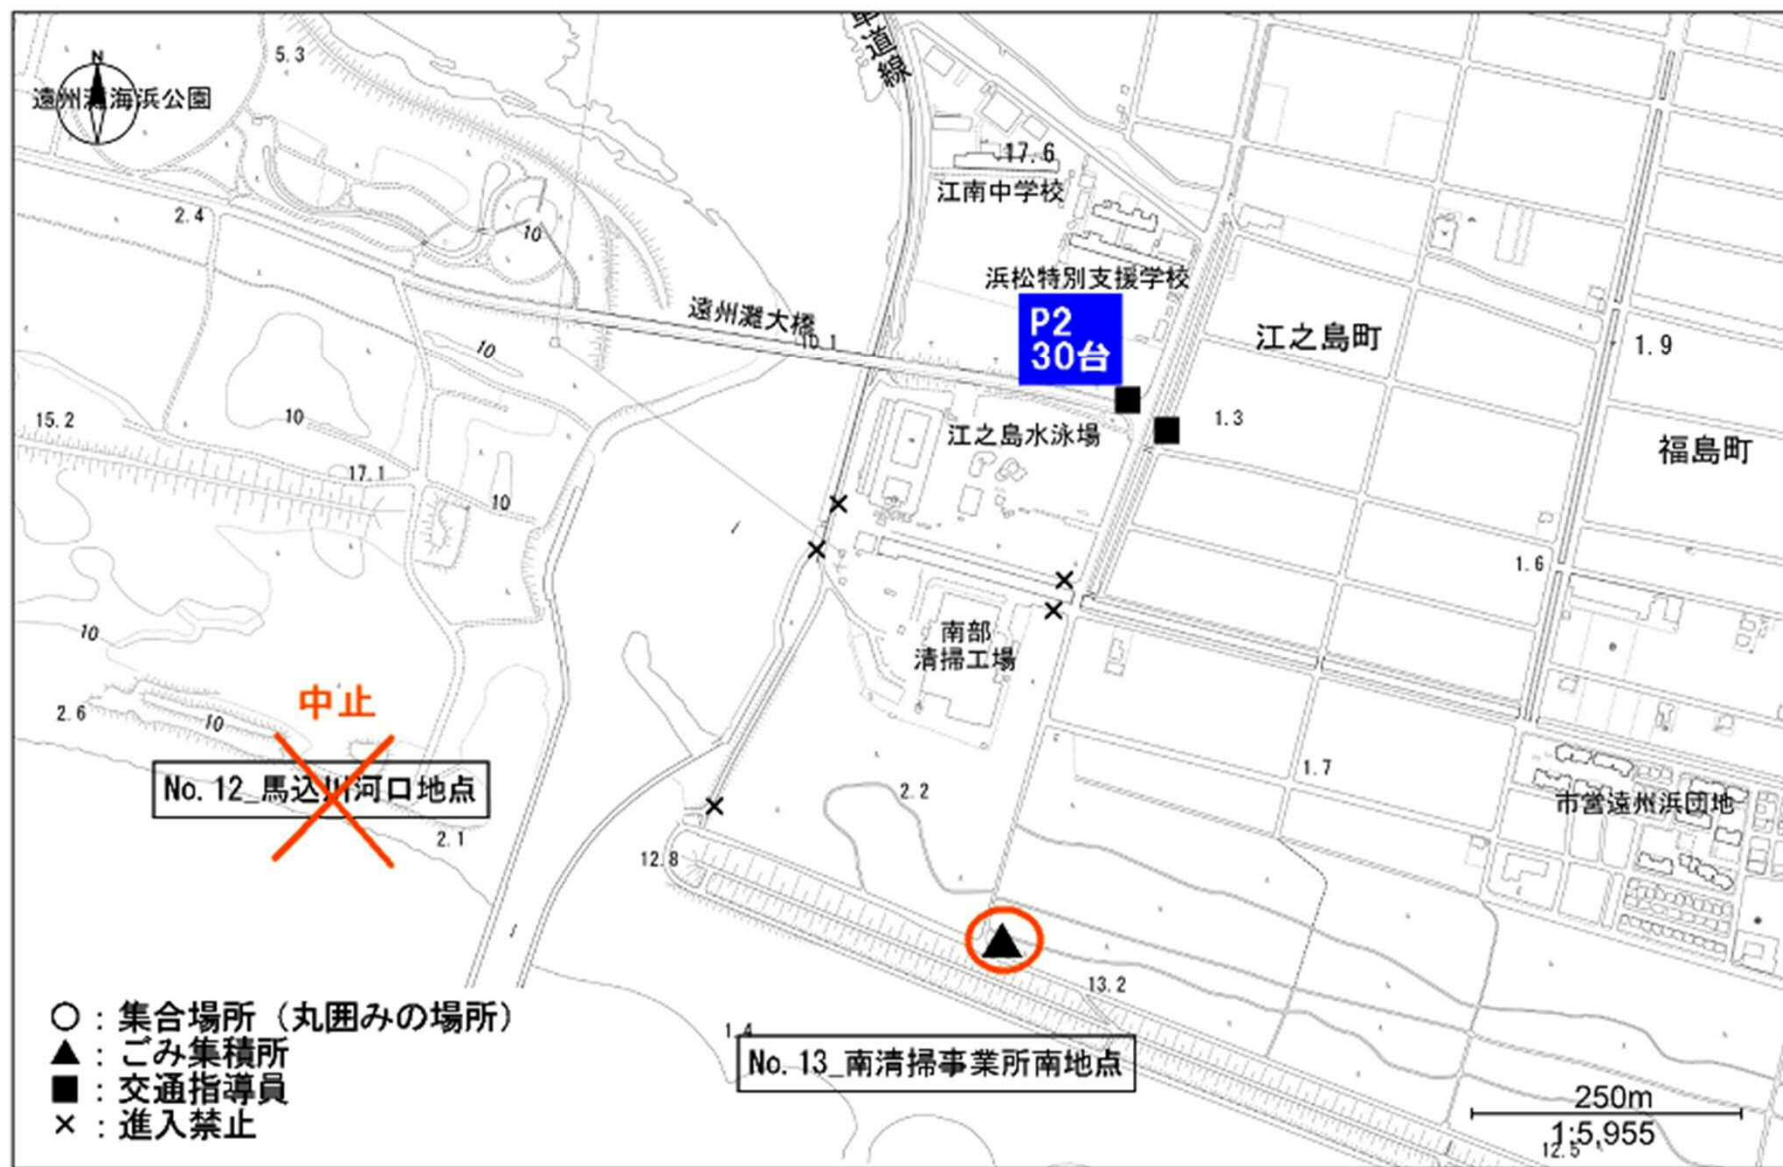 車道線
5.3
N
遠州灘海浜公園
17.6
江南中学校
2.4
10
浜松特別支援学校
遠州灘大橋
10.1
P2
30台
江之島町
1.9
10
15.2
10
江之島水泳場
1.3
福島町
17.1
10
1.6
10
南部
清掃工場
中止
2.6
10
No.12_馬込川河口地点
2.1
2.2
1.7
市営遠州浜団地
12.8
13.2
○：集合場所（丸囲みの場所）
▲：ごみ集積所
■：交通指導員
×：進入禁止
1.4
No.13_南清掃事業所南地点
250m
1:5,955
12.5